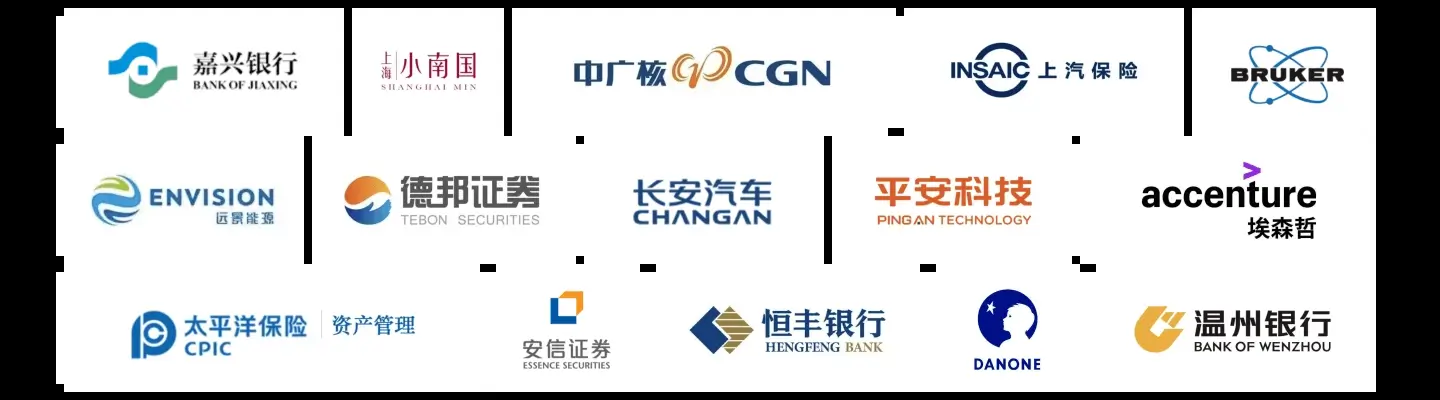 嘉兴银行
BANK OF JIAXING
上海 小南国
SHANGHAI MIN
中广核 CGN
INSAIC 上汽保险
BRUKER
ENVISION
远景能源
德邦证券
TEBON SECURITIES
长安汽车
CHANGAN
平安科技
PING AN TECHNOLOGY
accenture
埃森哲
太平洋保险 资产管理
CPIC
安信证券
ESSENCE SECURITIES
恒丰银行
HENGFENG BANK
DANONE
温州银行
BANK OF WENZHOU